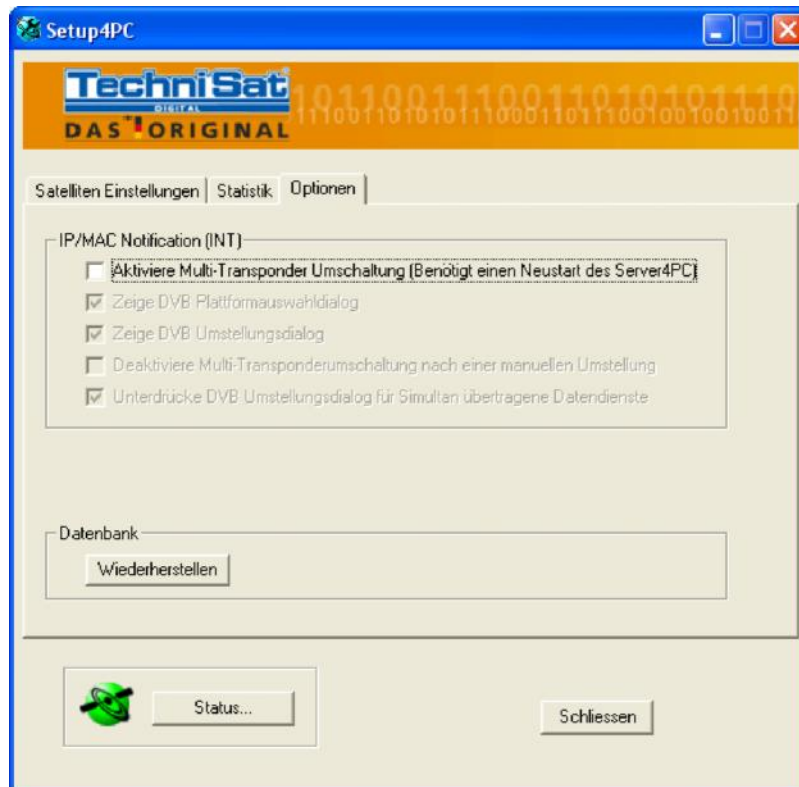 Setup4PC
TechniSat
DIGITAL
DAS ORIGINAL
Satelliten Einstellungen
Statistik
Optionen
IP/MAC Notification (INT)
Aktiviere Multi-Transponder Umschaltung (Benötigt einen Neustart des Server4PC)
Zeige DVB Plattformauswahldialog
Zeige DVB Umstellungsdialog
Deaktiviere Multi-Transponderumschaltung nach einer manuellen Umstellung
Unterdrücke DVB Umstellungsdialog für Simultan übertragene Datendienste
Datenbank
Wiederherstellen
Status...
Schliessen